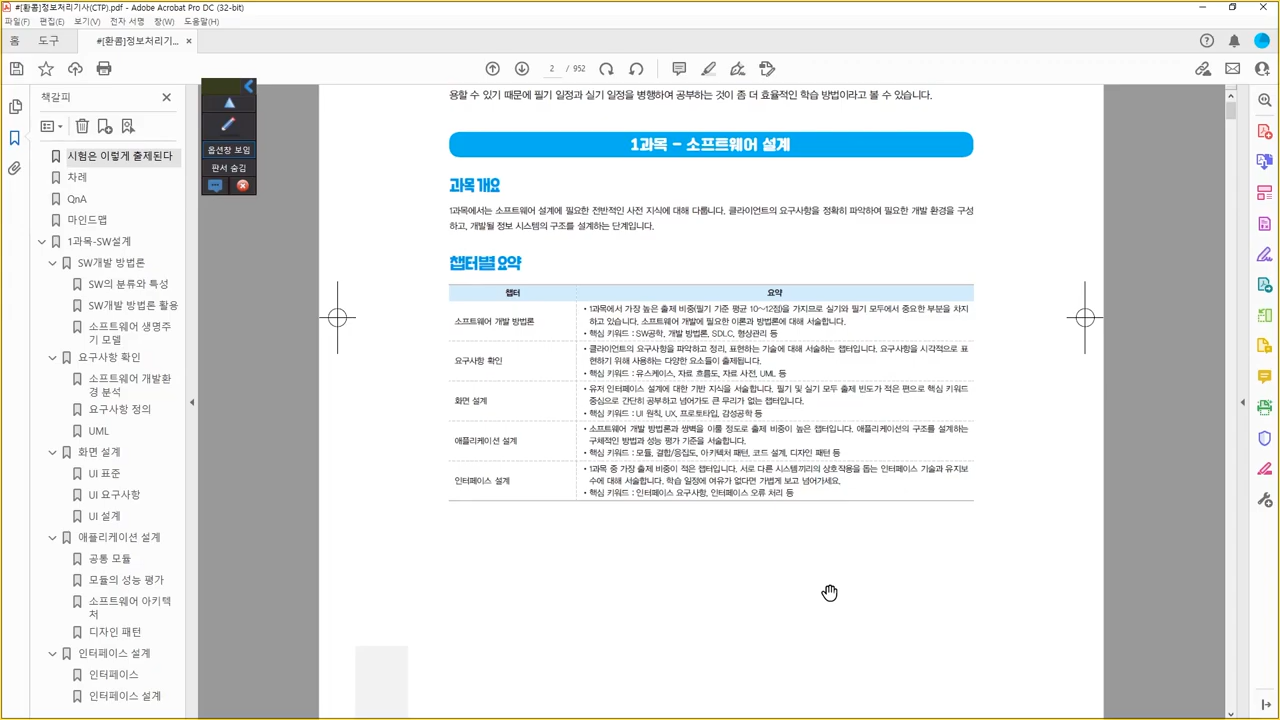 #[환콤]정보처리기사(CTP).pdf - Adobe Acrobat Pro DC (32-bit)
파일(F) 편집(E) 보기(V) 전자 서명 창(W) 도움말(H)
홈 도구 #[환콤]정보처리기... ×
2 / 952
책갈피
옵션창 보임
판서 숨김
시험은 이렇게 출제된다
차례
QnA
마인드맵
1과목-SW설계
SW개발 방법론
SW의 분류와 특성
SW개발 방법론 활용
소프트웨어 생명주
기 모델
요구사항 확인
소프트웨어 개발환
경 분석
요구사항 정의
UML
화면 설계
UI 표준
UI 요구사항
UI 설계
애플리케이션 설계
공통 모듈
모듈의 성능 평가
소프트웨어 아키텍
처
디자인 패턴
인터페이스 설계
인터페이스
인터페이스 설계
용할 수 있기 때문에 필기 일정과 실기 일정을 병행하여 공부하는 것이 좀 더 효율적인 학습 방법이라고 볼 수 있습니다.
1과목 - 소프트웨어 설계
과목 개요
1과목에서는 소프트웨어 설계에 필요한 전반적인 사전 지식에 대해 다룹니다. 클라이언트의 요구사항을 정확히 파악하여 필요한 개발 환경을 구성
하고, 개발될 정보 시스템의 구조를 설계하는 단계입니다.
챕터별 요약
챕터 요약
소프트웨어 개발 방법론
• 1과목에서 가장 높은 출제 비중(필기 기준 평균 10~12점)을 가지므로 실기와 필기 모두에서 중요한 부분을 차지
하고 있습니다. 소프트웨어 개발에 필요한 이론과 방법론에 대해 서술합니다.
• 핵심 키워드 : SW공학, 개발 방법론, SDLC, 형상관리 등
요구사항 확인
• 클라이언트의 요구사항을 파악하고 정리, 표현하는 기술에 대해 서술하는 챕터입니다. 요구사항을 시각적으로 표
현하기 위해 사용하는 다양한 요소들이 출제됩니다.
• 핵심 키워드 : 유스케이스, 자료 흐름도, 자료 사전, UML 등
화면 설계
• 유저 인터페이스 설계에 대한 기반 지식을 서술합니다. 필기 및 실기 모두 출제 빈도가 적은 편으로 핵심 키워드
중심으로 간단히 공부하고 넘어가도 큰 무리가 없는 챕터입니다.
• 핵심 키워드 : UI 원칙, UX, 프로토타입, 감성공학 등
애플리케이션 설계
• 소프트웨어 개발 방법론과 쌍벽을 이룰 정도로 출제 비중이 높은 챕터입니다. 애플리케이션의 구조를 설계하는
구체적인 방법과 성능 평가 기준을 서술합니다.
• 핵심 키워드 : 모듈, 결합/응집도, 아키텍처 패턴, 코드 설계, 디자인 패턴 등
인터페이스 설계
• 1과목 중 가장 출제 비중이 적은 챕터입니다. 서로 다른 시스템끼리의 상호작용을 돕는 인터페이스 기술과 유지보
수에 대해 서술합니다. 학습 일정에 여유가 없다면 가볍게 보고 넘어가세요.
• 핵심 키워드 : 인터페이스 요구사항, 인터페이스 오류 처리 등